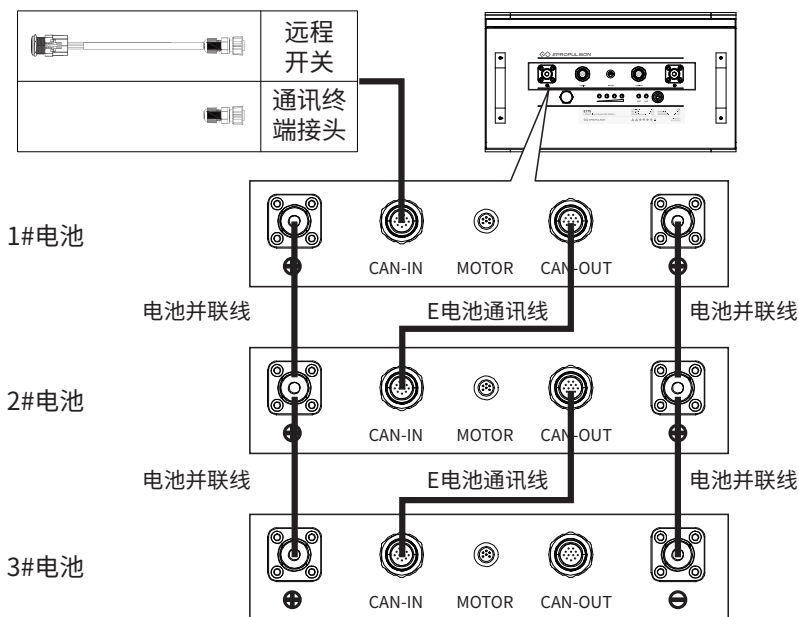 远程
开关
通讯终
端接头
EPROPULSION
1#电池
CAN-IN MOTOR CAN-OUT
电池并联线 E电池通讯线 电池并联线
2#电池
CAN-IN MOTOR CAN-OUT
电池并联线 E电池通讯线 电池并联线
3#电池
CAN-IN MOTOR CAN-OUT